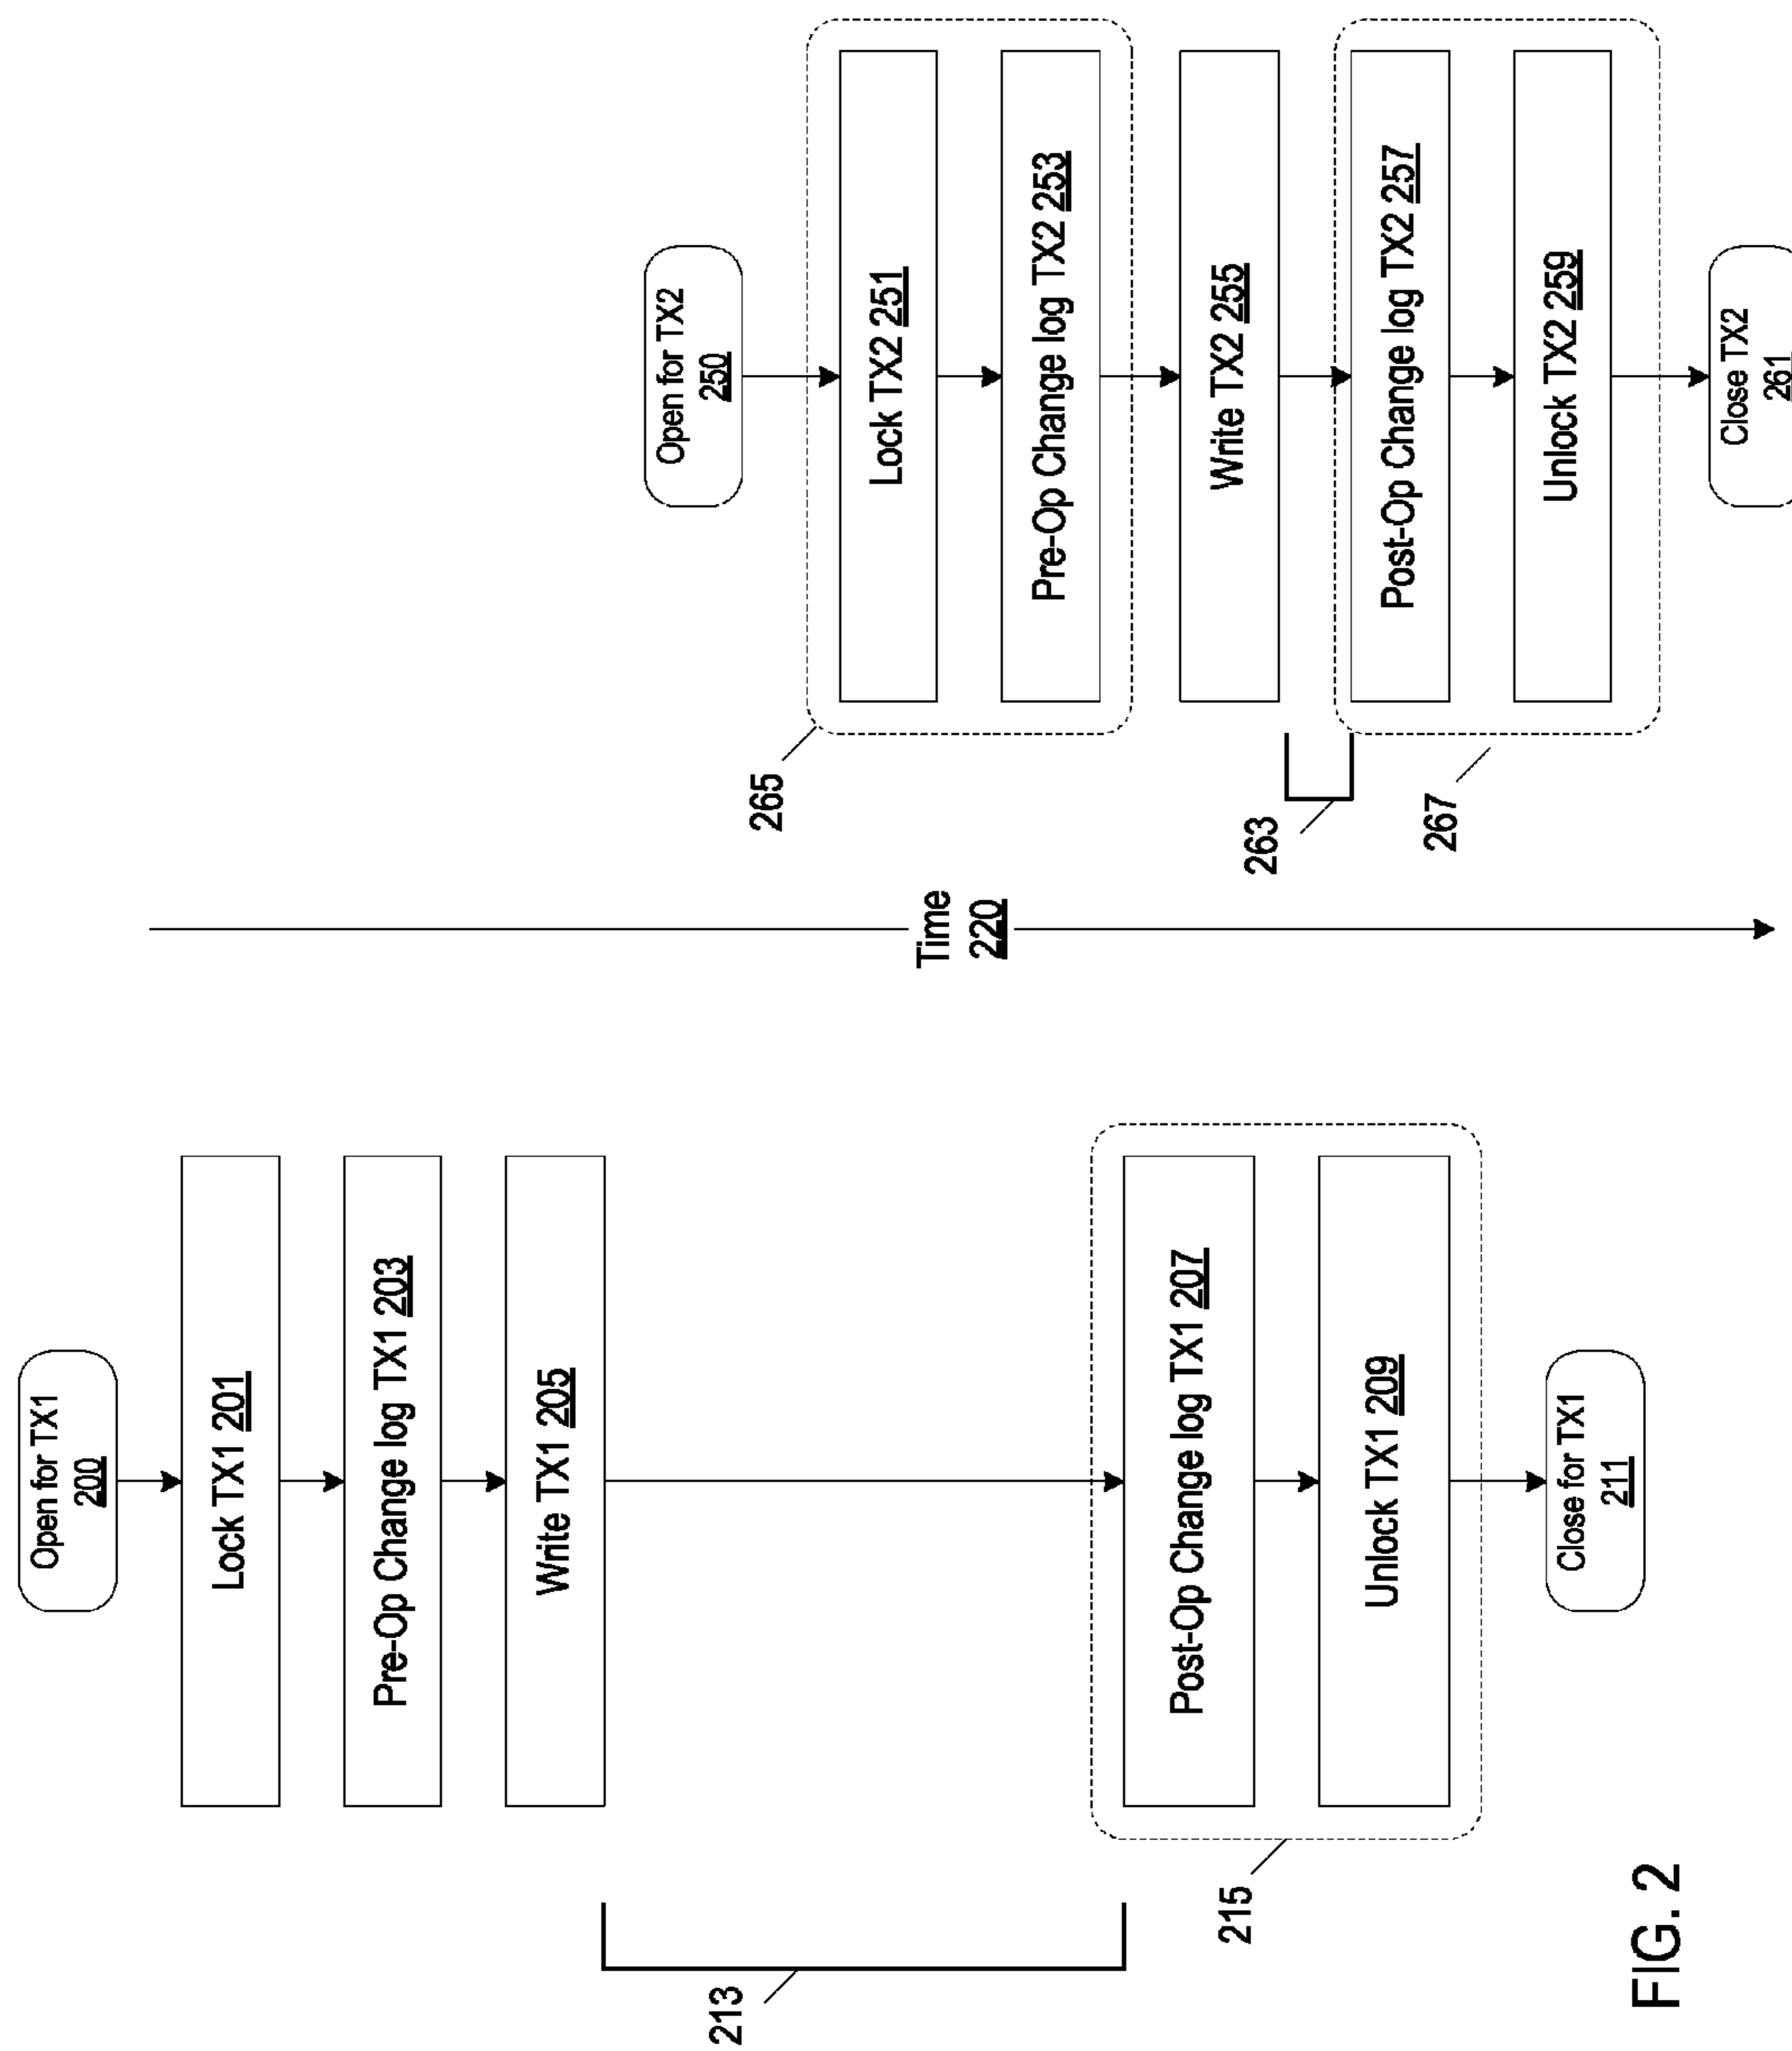 Open for TX1
200
Lock TX1 201
Pre-Op Change log TX1 203
Write TX1 205
213
Post-Op Change log TX1 207
Unlock TX1 209
215
Close for TX1
211
Time
220
Open for TX2
250
265
Lock TX2 251
Pre-Op Change log TX2 253
Write TX2 255
263
Post-Op Change log TX2 257
Unlock TX2 259
267
Close TX2
261
FIG. 2